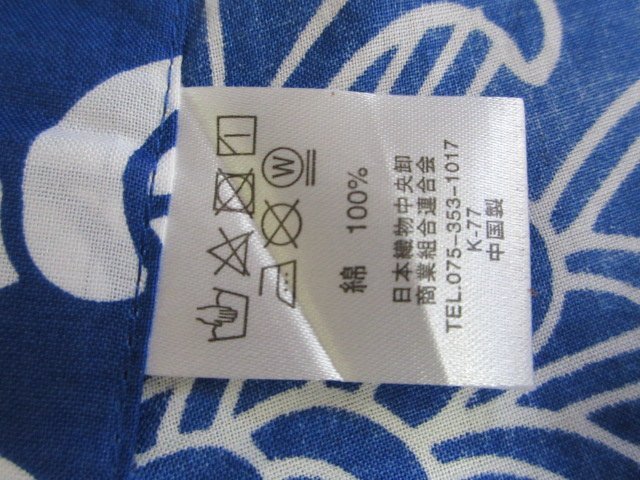 W
綿 100%
日本織物中央卸
商業組合連合会
TEL.075-353-1017
K-77
中国製